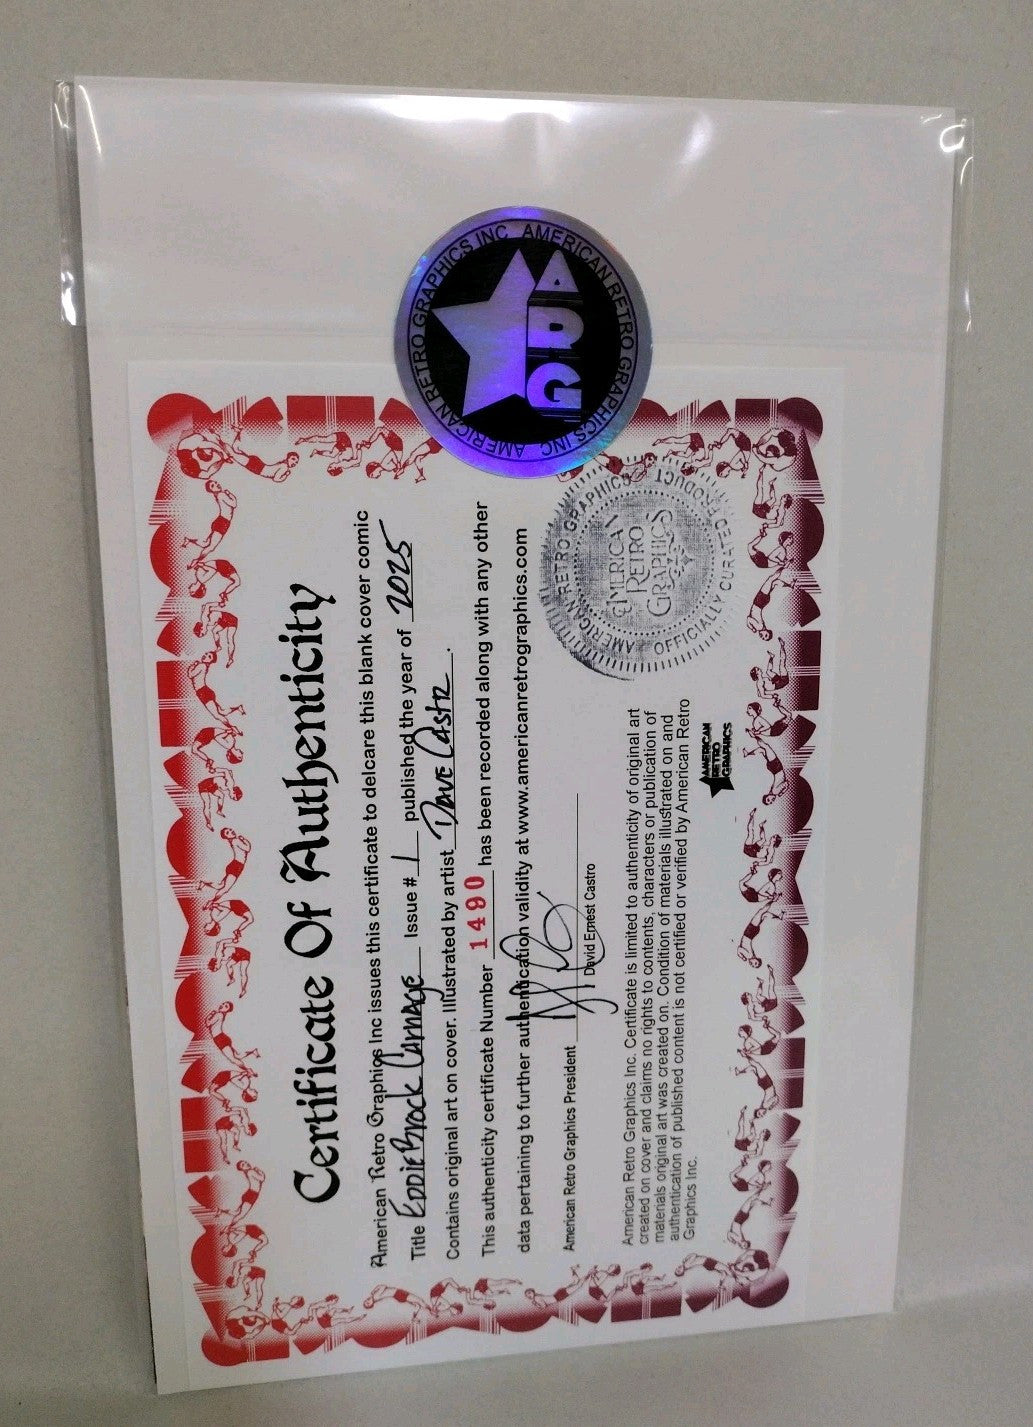 Certificate Of Authenticity
American Retro Graphics Inc issues this certificate to delcare this blank cover comic
Title EDDIE BROCK CARNAGE Issue # 1 published the year of 2025
Contains original art on cover. Illustrated by artist DAVE CASTR.
This authenticity certificate Number 1490 has been recorded along with any other
data pertaining to further authentication validity at www.americanretrographics.com
American Retro Graphics President
David Ernest Castro
American Retro Graphics Inc. Certificate is limited to authenticity of original art
created on cover and claims no rights to contents, characters or publication of
materials original art was created on. Condition of materials illustrated on and
authentication of published content is not certified or verified by American Retro
Graphics Inc.
AMERICAN
RETRO
GRAPHICS
AMERICAN RETRO GRAPHICS
OFFICIALLY CURATED PRODUCT
AMERICAN
RETRO
GRAPHICS
AMERICAN RETRO GRAPHICS INC AMERICAN RETRO GRAPHICS INC
ARG